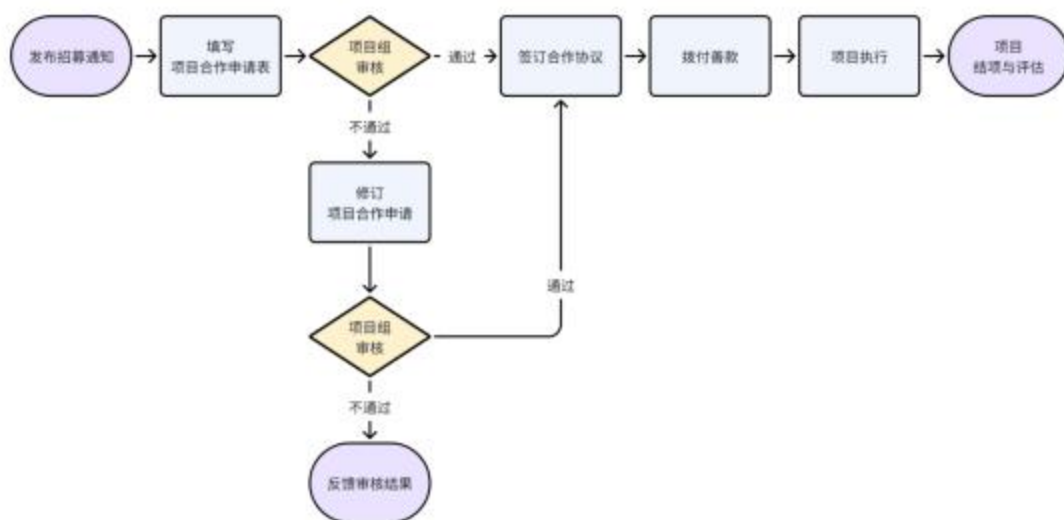 发布招募通知
填写
项目合作申请表
项目组
审核
通过
签订合作协议
拨付善款
项目执行
项目
结项与评估
不通过
修订
项目合作申请
通过
项目组
审核
不通过
反馈审核结果